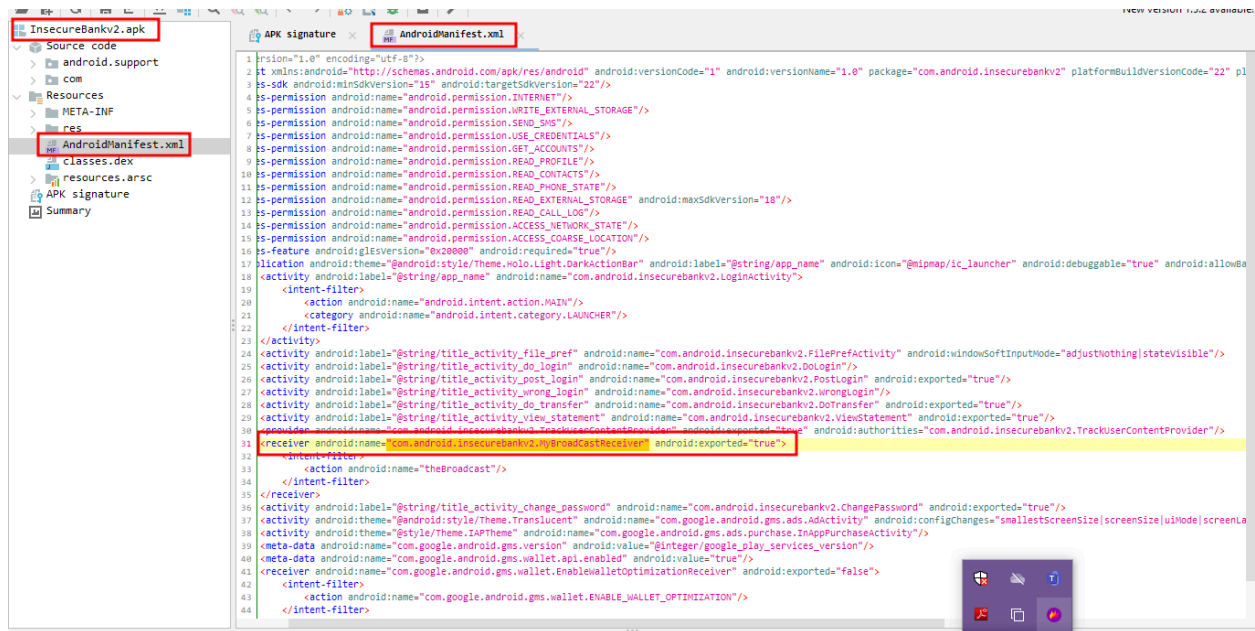 New version 1.5.2 available.
InsecureBankv2.apk
Source code
android.support
com
Resources
META-INF
res
AndroidManifest.xml
classes.dex
resources.arsc
APK signature
Summary
APK signature
AndroidManifest.xml
1 ersion="1.0" encoding="utf-8"?>
2 st xmlns:android="http://schemas.android.com/apk/res/android" android:versionCode="1" android:versionName="1.0" package="com.android.insecurebankv2" platformBuildVersionCode="22" pl
3 es-sdk android:minSdkVersion="15" android:targetSdkVersion="22"/>
4 es-permission android:name="android.permission.INTERNET"/>
5 es-permission android:name="android.permission.WRITE_EXTERNAL_STORAGE"/>
6 es-permission android:name="android.permission.SEND_SMS"/>
7 es-permission android:name="android.permission.USE_CREDENTIALS"/>
8 es-permission android:name="android.permission.GET_ACCOUNTS"/>
9 es-permission android:name="android.permission.READ_PROFILE"/>
10 es-permission android:name="android.permission.READ_CONTACTS"/>
11 es-permission android:name="android.permission.READ_PHONE_STATE"/>
12 es-permission android:name="android.permission.READ_EXTERNAL_STORAGE" android:maxSdkVersion="18"/>
13 es-permission android:name="android.permission.READ_CALL_LOG"/>
14 es-permission android:name="android.permission.ACCESS_NETWORK_STATE"/>
15 es-permission android:name="android.permission.ACCESS_COARSE_LOCATION"/>
16 es-feature android:glEsVersion="0x20000" android:required="true"/>
17 plication android:theme="@android:style/Theme.Holo.Light.DarkActionBar" android:label="@string/app_name" android:icon="@mipmap/ic_launcher" android:debuggable="true" android:allowBa
18 <activity android:label="@string/app_name" android:name="com.android.insecurebankv2.LoginActivity">
19 <intent-filter>
20 <action android:name="android.intent.action.MAIN"/>
21 <category android:name="android.intent.category.LAUNCHER"/>
22 </intent-filter>
23 </activity>
24 <activity android:label="@string/title_activity_file_pref" android:name="com.android.insecurebankv2.FilePrefActivity" android:windowSoftInputMode="adjustNothing|stateVisible"/>
25 <activity android:label="@string/title_activity_do_login" android:name="com.android.insecurebankv2.DoLogin"/>
26 <activity android:label="@string/title_activity_post_login" android:name="com.android.insecurebankv2.PostLogin" android:exported="true"/>
27 <activity android:label="@string/title_activity_wrong_login" android:name="com.android.insecurebankv2.WrongLogin"/>
28 <activity android:label="@string/title_activity_do_transfer" android:name="com.android.insecurebankv2.DoTransfer" android:exported="true"/>
29 <activity android:label="@string/title_activity_view_statement" android:name="com.android.insecurebankv2.ViewStatement" android:exported="true"/>
30 <provider android:name="com.android.insecurebankv2.TrackUserContentProvider" android:exported="true" android:authorities="com.android.insecurebankv2.TrackUserContentProvider"/>
31 <receiver android:name="com.android.insecurebankv2.MyBroadCastReceiver" android:exported="true">
32 <intent-filter>
33 <action android:name="theBroadcast"/>
34 </intent-filter>
35 </receiver>
36 <activity android:label="@string/title_activity_change_password" android:name="com.android.insecurebankv2.ChangePassword" android:exported="true"/>
37 <activity android:theme="@android:style/Theme.Translucent" android:name="com.google.android.gms.ads.AdActivity" android:configChanges="smallestScreenSize|screenSize|uiMode|screenLa
38 <activity android:theme="@style/Theme.IAPTheme" android:name="com.google.android.gms.ads.purchase.InAppPurchaseActivity"/>
39 <meta-data android:name="com.google.android.gms.version" android:value="@integer/google_play_services_version"/>
40 <meta-data android:name="com.google.android.gms.wallet.api.enabled" android:value="true"/>
41 <receiver android:name="com.google.android.gms.wallet.EnableWalletOptimizationReceiver" android:exported="false">
42 <intent-filter>
43 <action android:name="com.google.android.gms.wallet.ENABLE_WALLET_OPTIMIZATION"/>
44 </intent-filter>